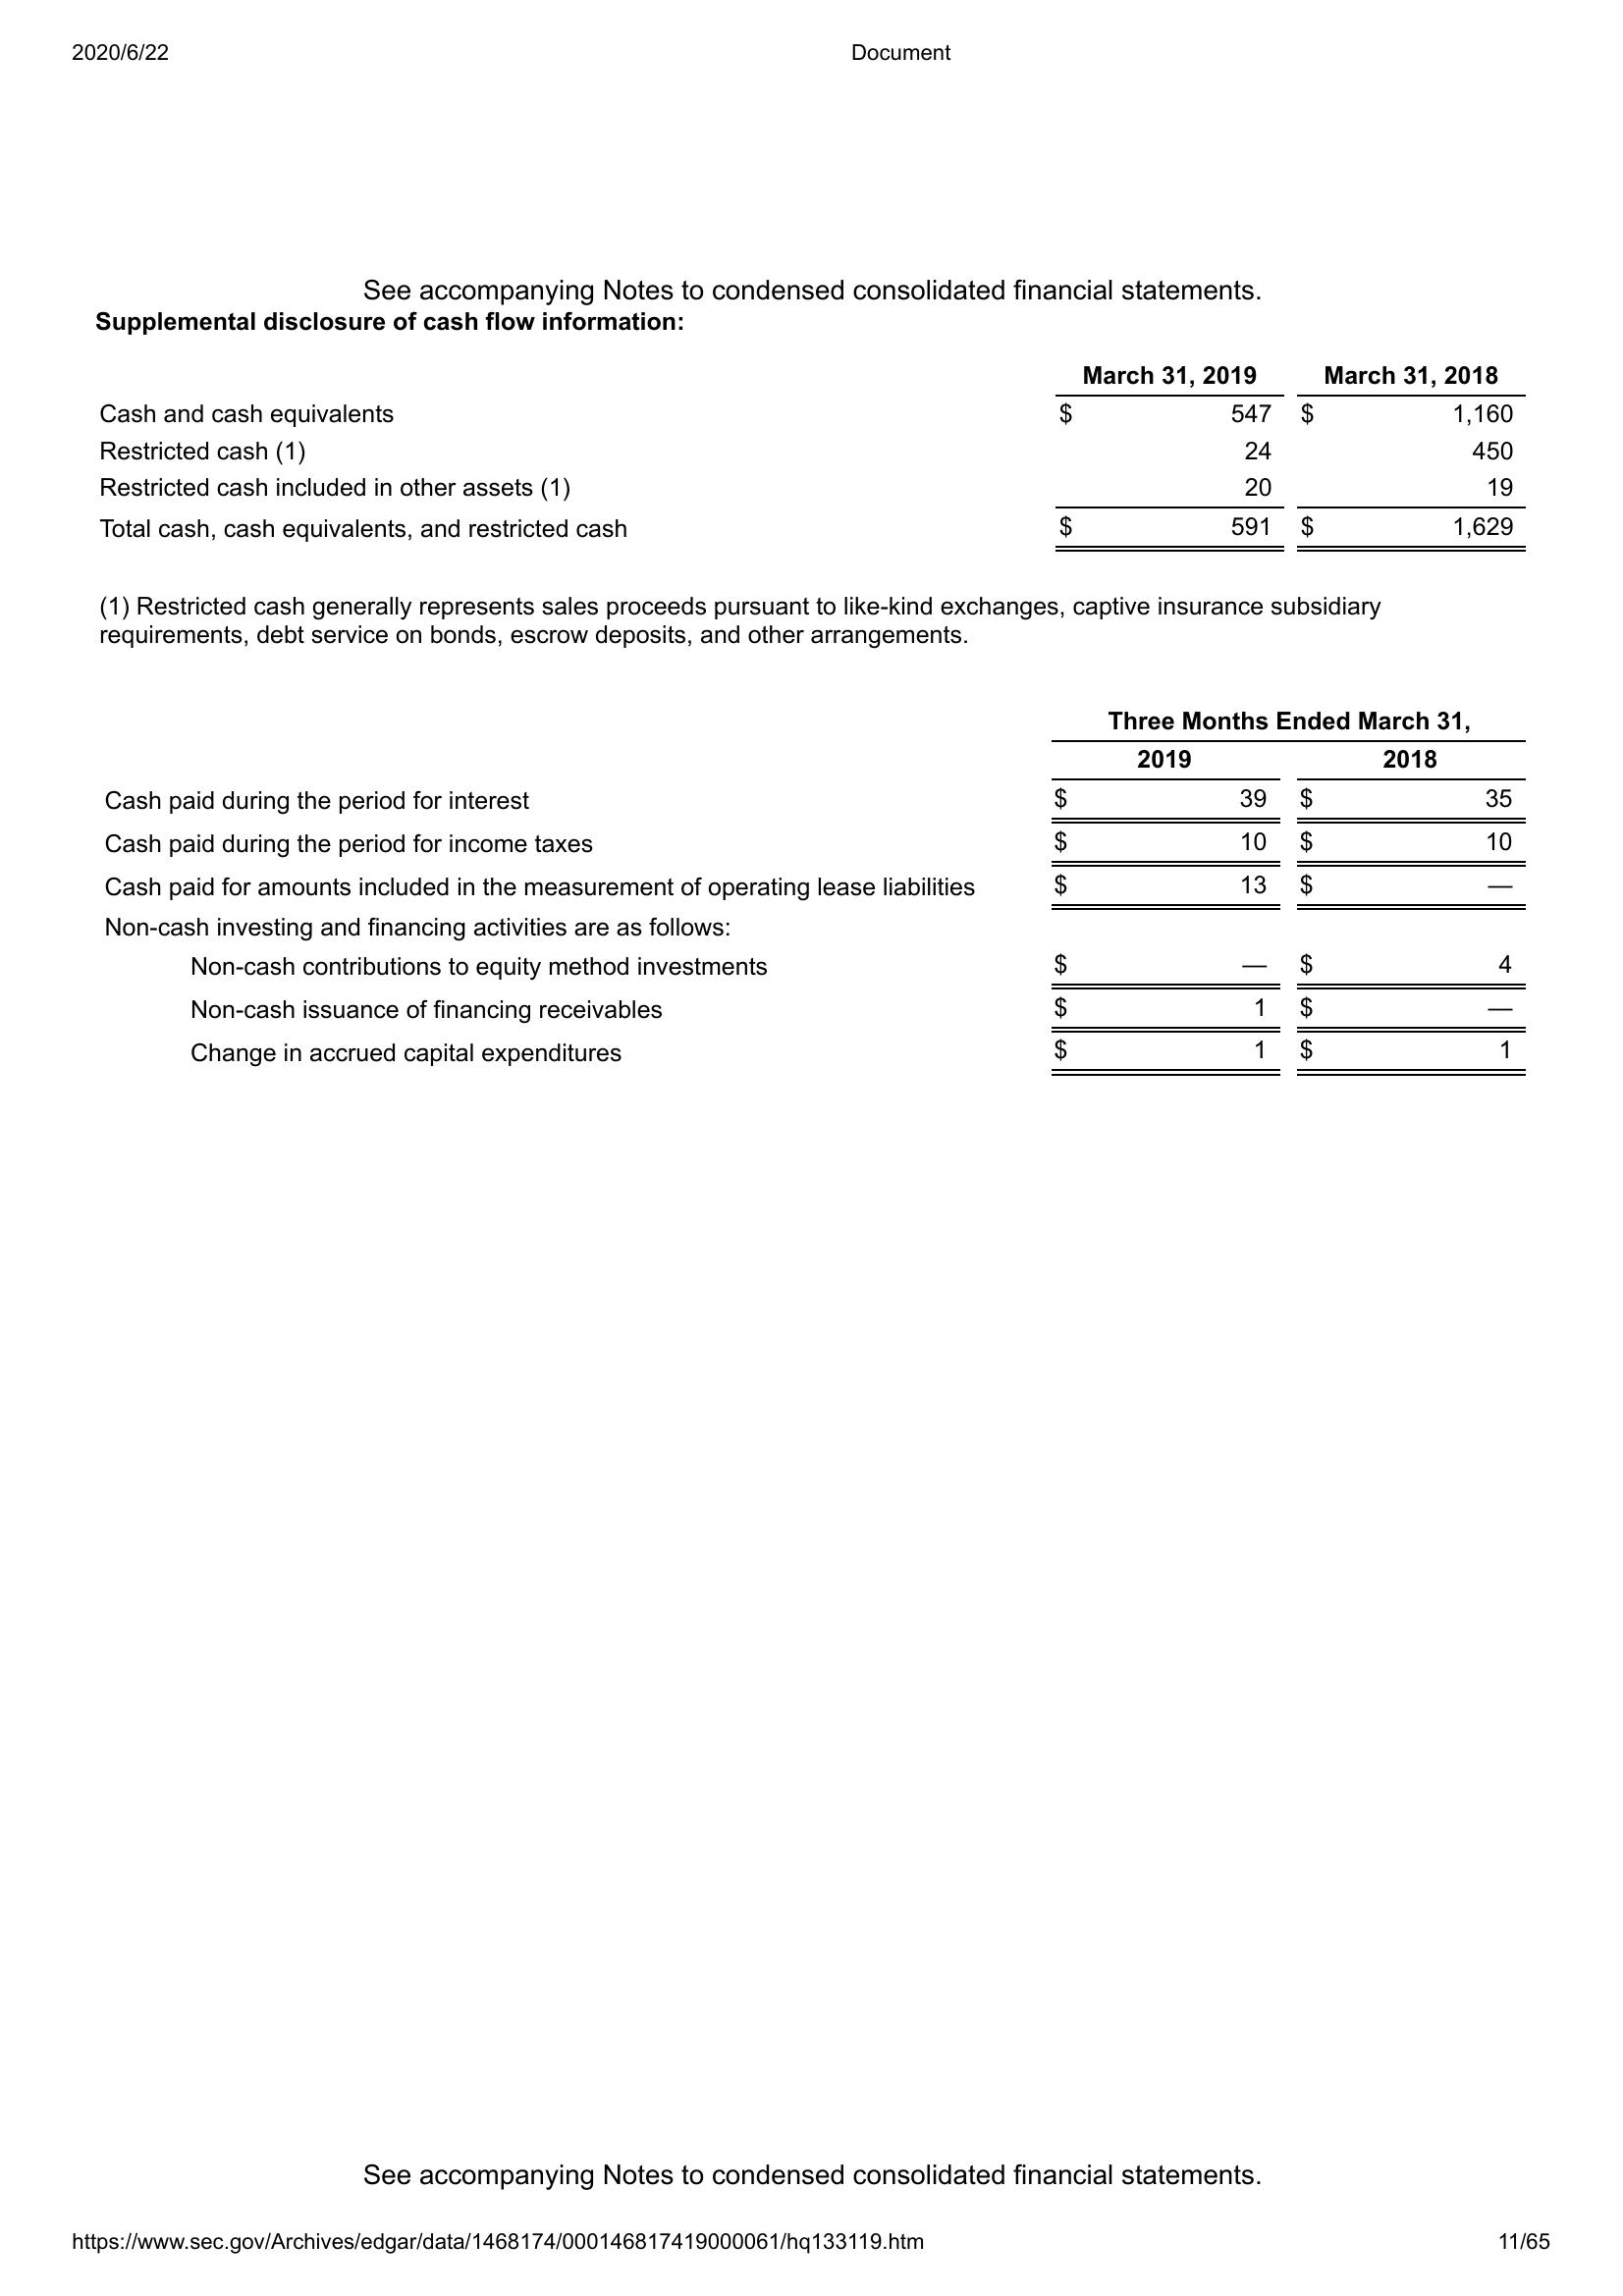 2020/6/22 Document
See accompanying Notes to condensed consolidated financial statements.
Supplemental disclosure of cash flow information:
March 31, 2019 March 31, 2018
Cash and cash equivalents $ 547 $ 1,160
Restricted cash (1) 24 450
Restricted cash included in other assets (1) 20 19
Total cash, cash equivalents, and restricted cash $ 591 $ 1,629
(1) Restricted cash generally represents sales proceeds pursuant to like-kind exchanges, captive insurance subsidiary
requirements, debt service on bonds, escrow deposits, and other arrangements.
Three Months Ended March 31,
2019 2018
Cash paid during the period for interest $ 39 $ 35
Cash paid during the period for income taxes $ 10 $ 10
Cash paid for amounts included in the measurement of operating lease liabilities $ 13 $ —
Non-cash investing and financing activities are as follows:
Non-cash contributions to equity method investments $ — $ 4
Non-cash issuance of financing receivables $ 1 $ —
Change in accrued capital expenditures $ 1 $ 1
See accompanying Notes to condensed consolidated financial statements.
https://www.sec.gov/Archives/edgar/data/1468174/000146817419000061/hq133119.htm 11/65